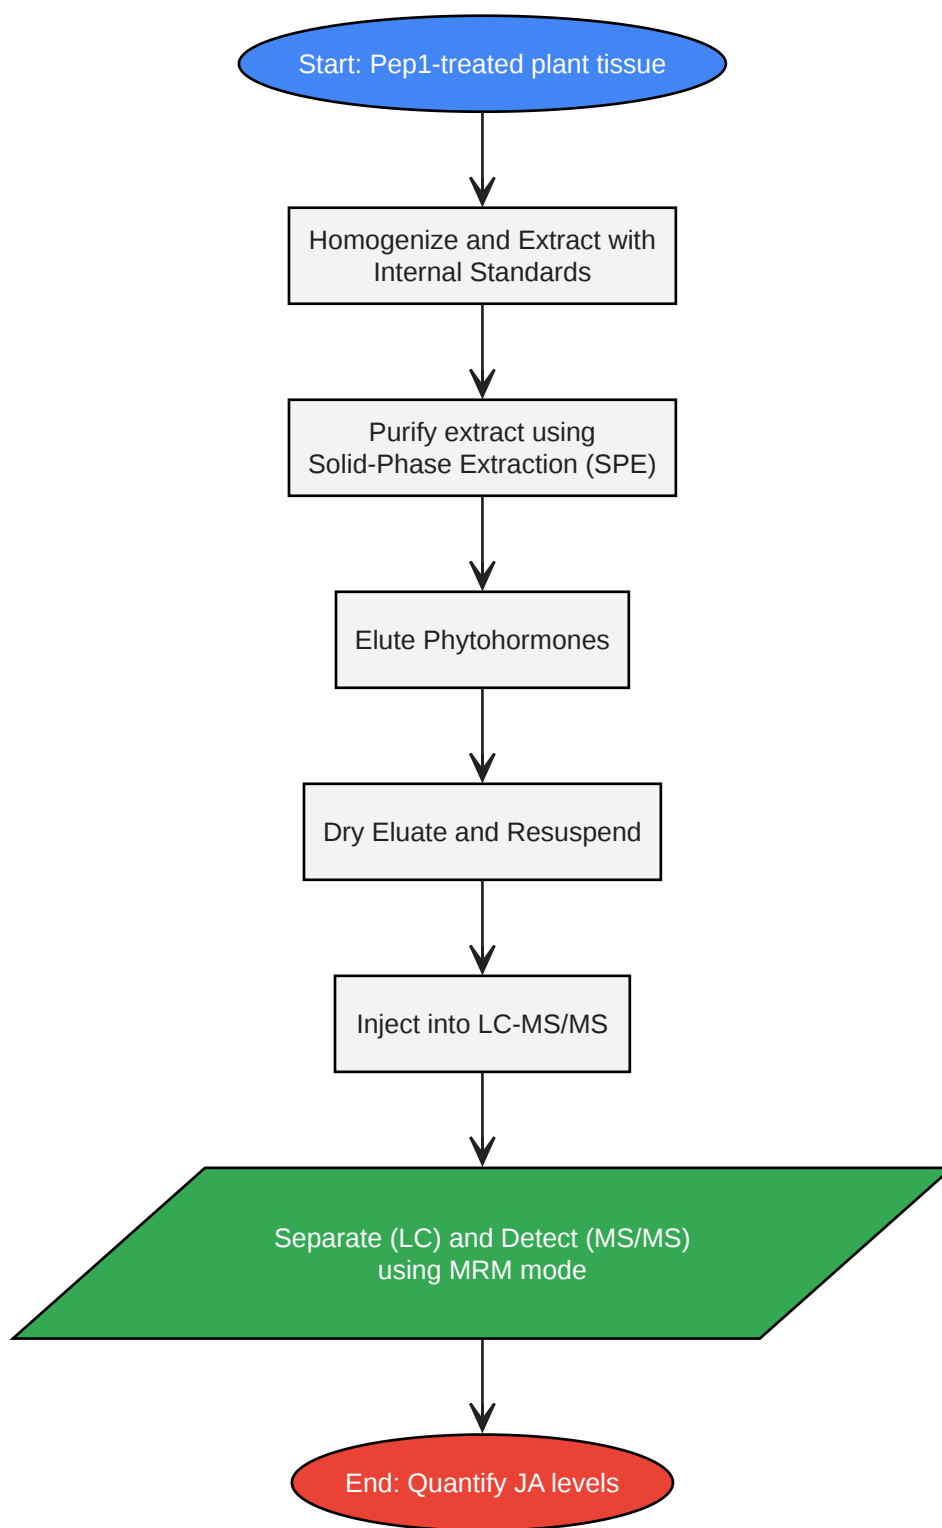 Start: Pep1-treated plant tissue
Homogenize and Extract with
Internal Standards
Purify extract using
Solid-Phase Extraction (SPE)
Elute Phytohormones
Dry Eluate and Resuspend
Inject into LC-MS/MS
Separate (LC) and Detect (MS/MS)
using MRM mode
End: Quantify JA levels